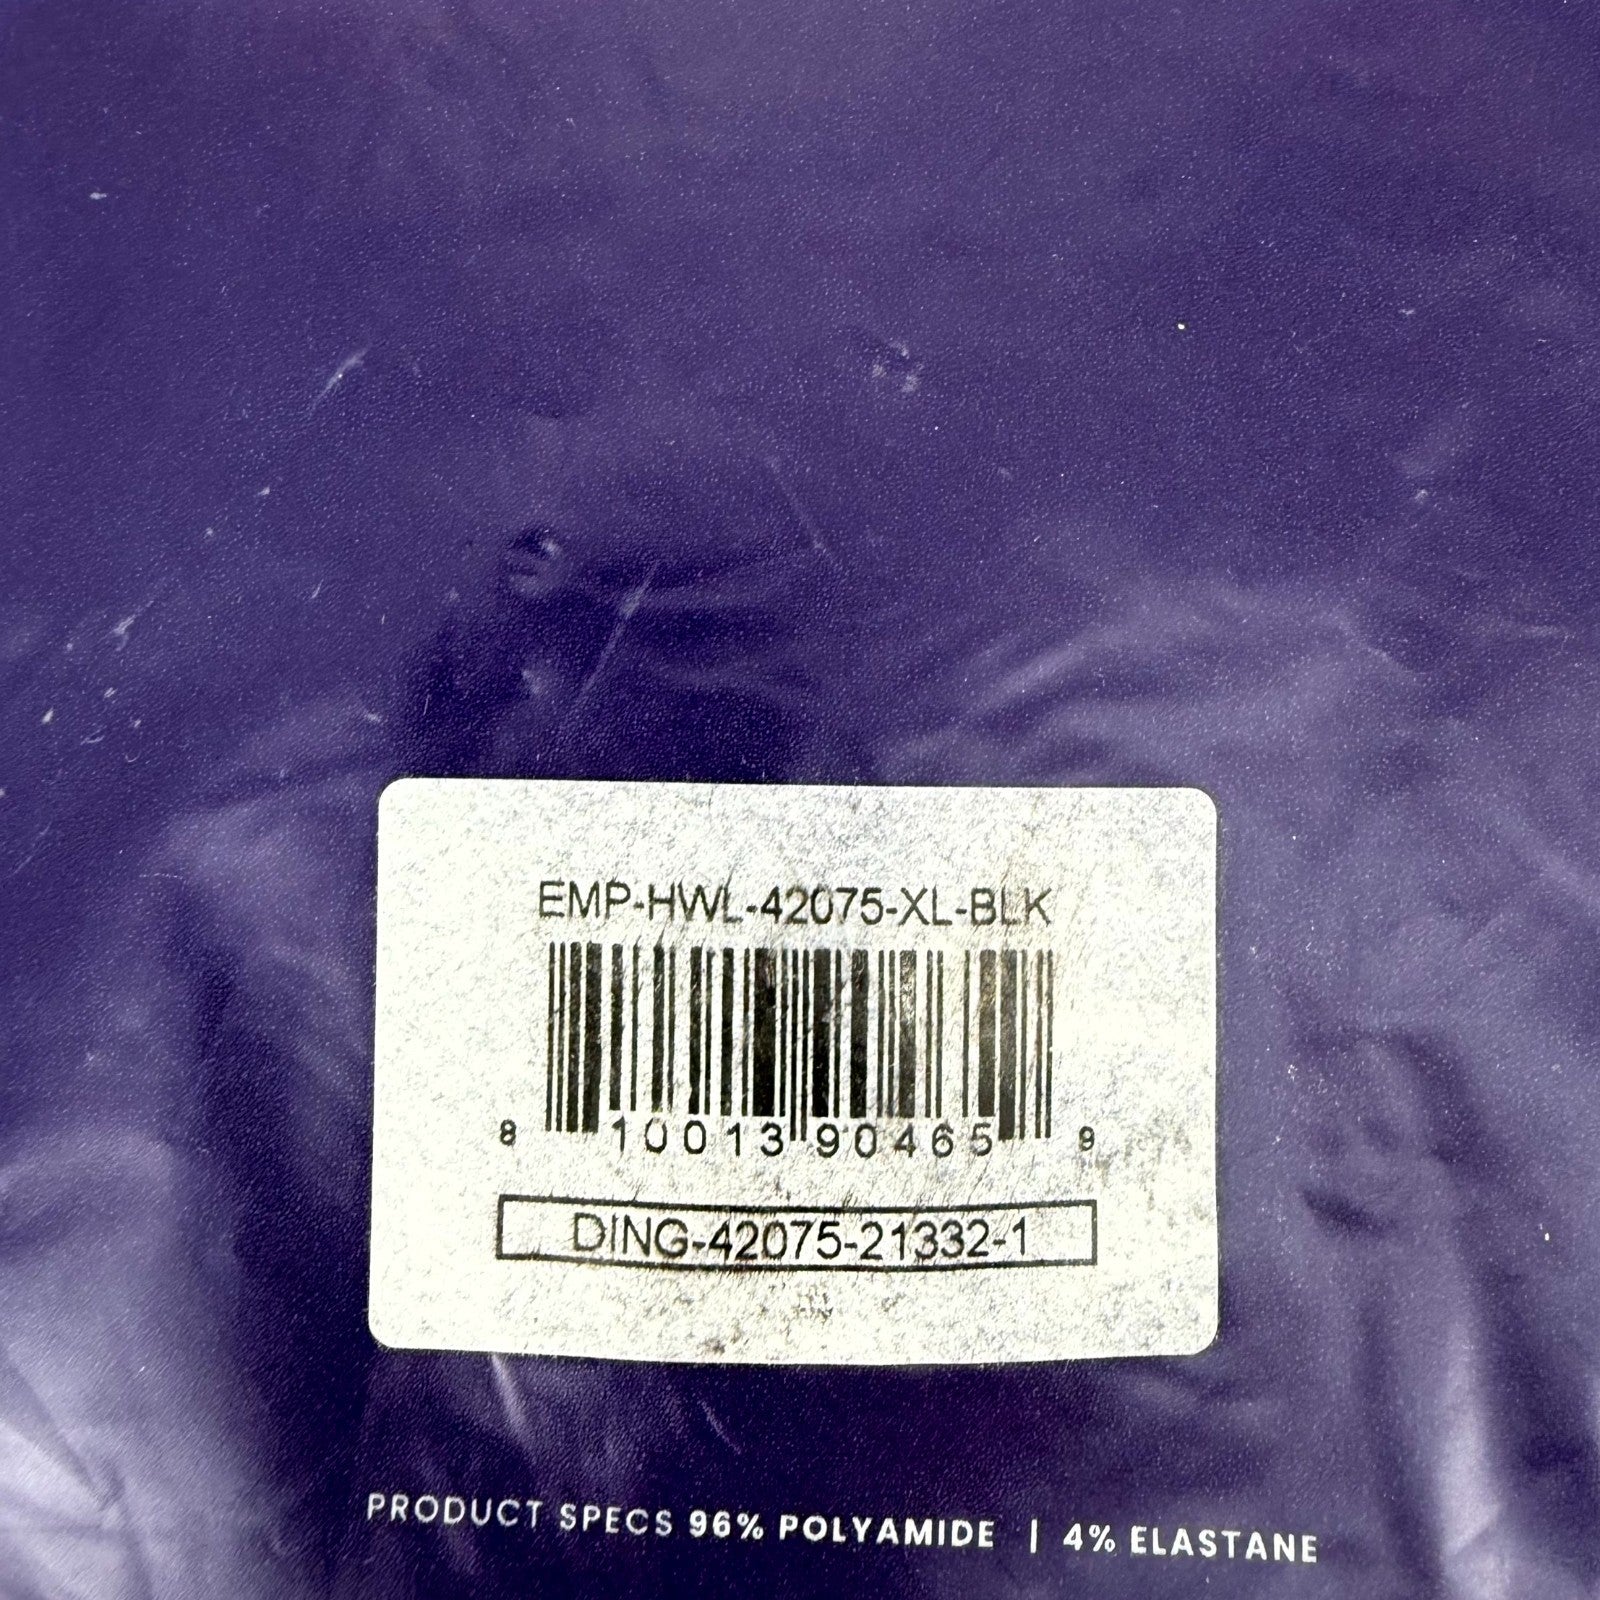 EMP-HWL-42075-XL-BLK
8 10013 90465 9
DING-42075-21332-1
PRODUCT SPECS 96% POLYAMIDE | 4% ELASTANE